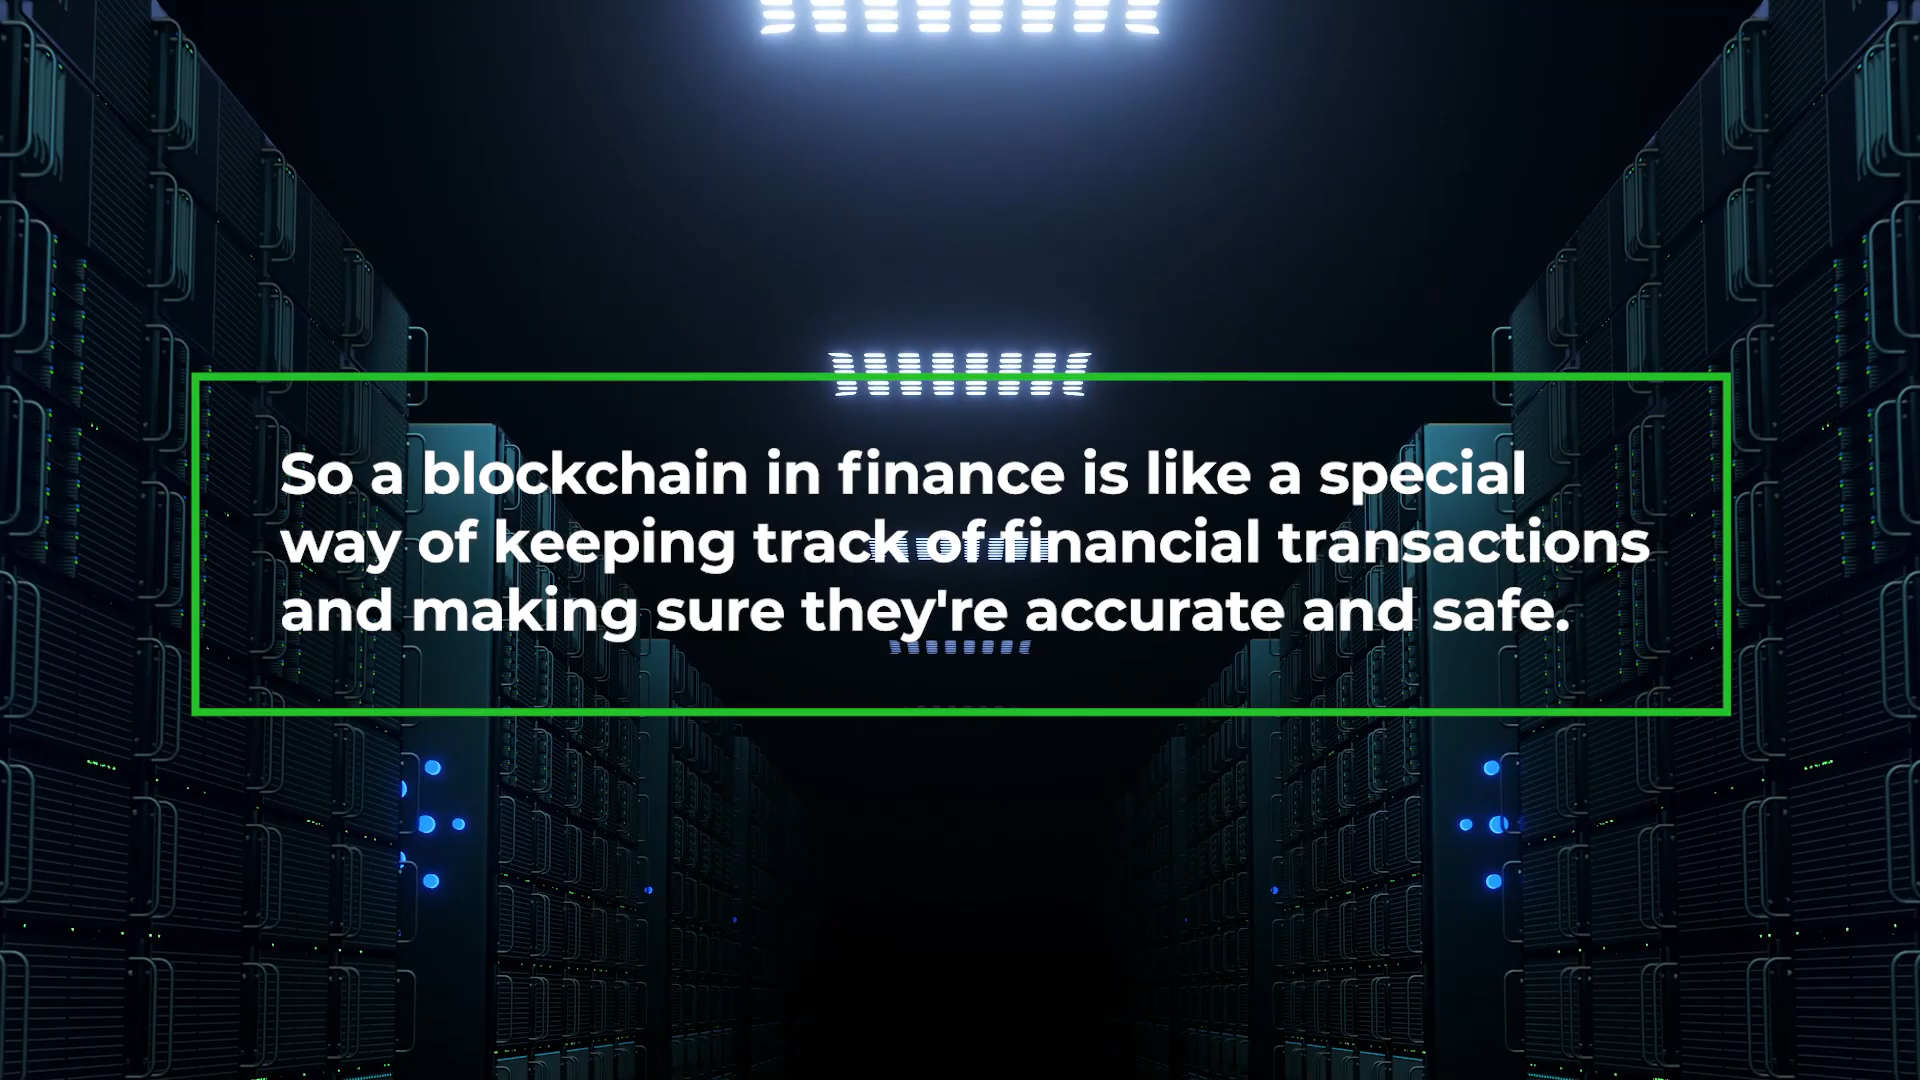 So a blockchain in finance is like a special
way of keeping track of financial transactions
and making sure they're accurate and safe.